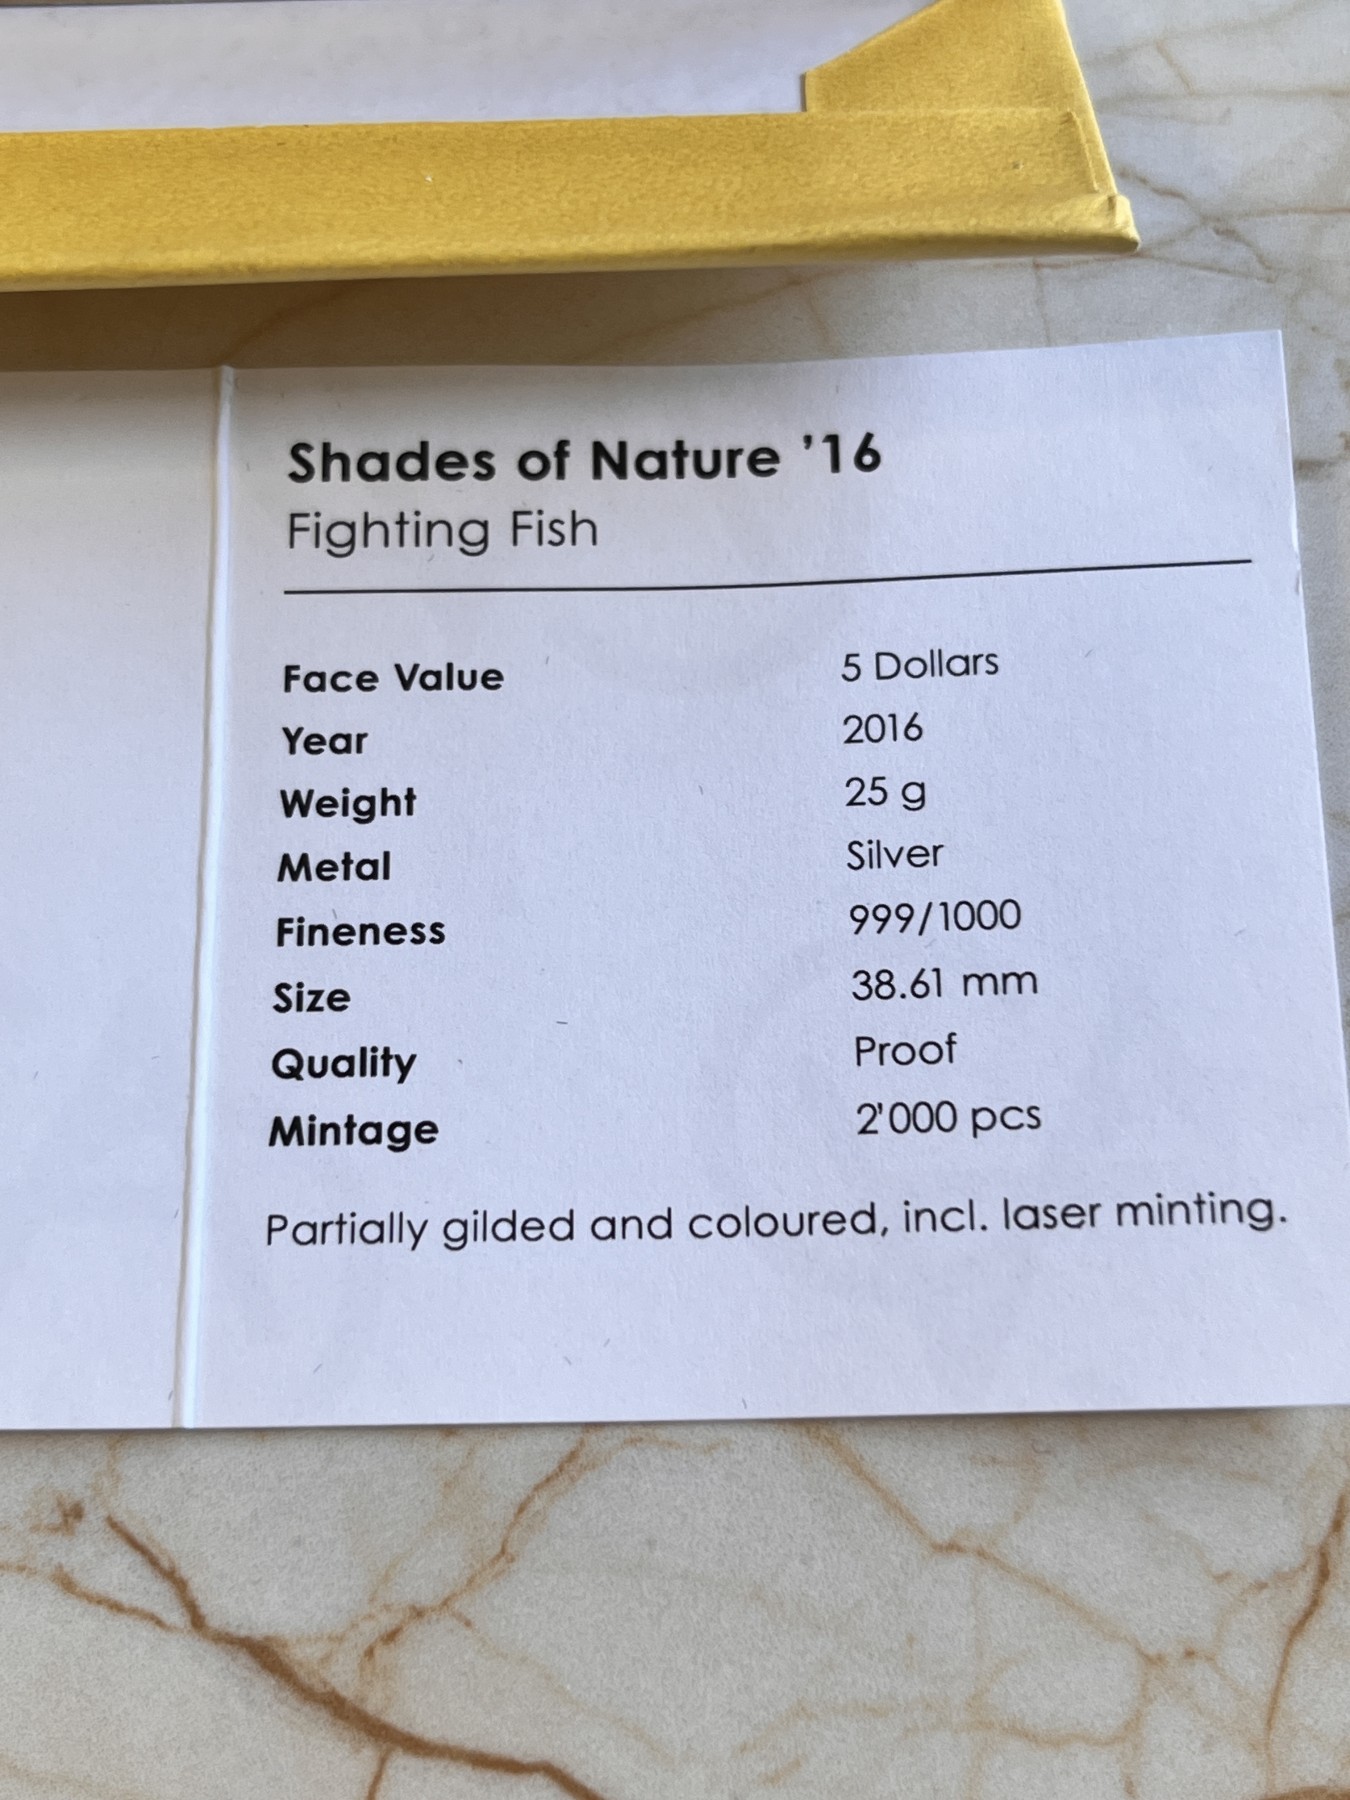 Shades of Nature ’16
Fighting Fish
Face Value 5 Dollars
Year 2016
Weight 25 g
Metal Silver
Fineness 999/1000
Size 38.61 mm
Quality Proof
Mintage 2'000 pcs
Partially gilded and coloured, incl. laser minting.